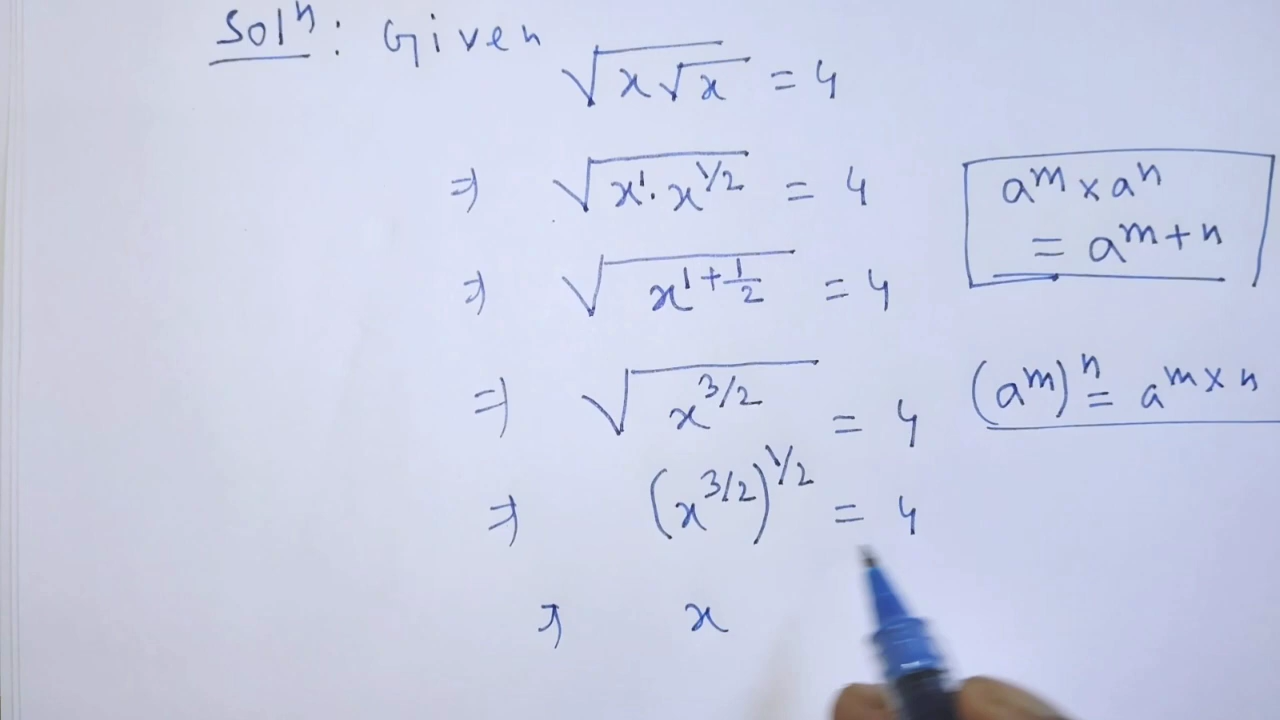 Solⁿ: Given
√(x√x) = 4
⇒ √(x¹·x^(1/2)) = 4
a^m × a^n
= a^(m+n)
⇒ √(x^(1+1/2)) = 4
⇒ √(x^(3/2)) = 4
(a^m)^n = a^(m×n)
⇒ (x^(3/2))^(1/2) = 4
⇒ x